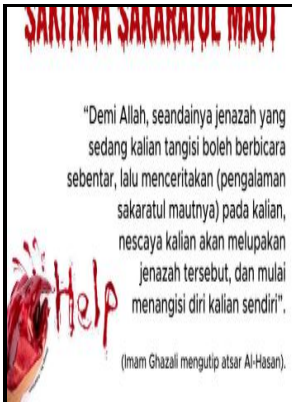 SAKITNYA SAKARATUL MAUT
"Demi Allah, seandainya jenazah yang
sedang kalian tangisi boleh berbicara
sebentar, lalu menceritakan (pengalaman
sakaratul mautnya) pada kalian,
nescaya kalian akan melupakan
jenazah tersebut, dan mulai
menangisi diri kalian sendiri".
Help
(Imam Ghazali mengutip atsar Al-Hasan).